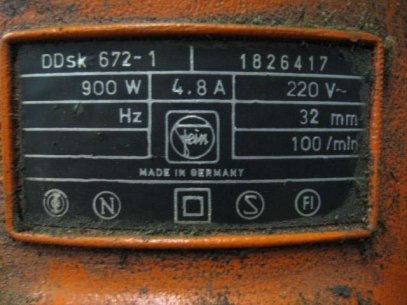 DDsk 672-1 1826417
900 W 4.8 A 220 V~
Hz fein 32 mm
100/min
MADE IN GERMANY
N S FI